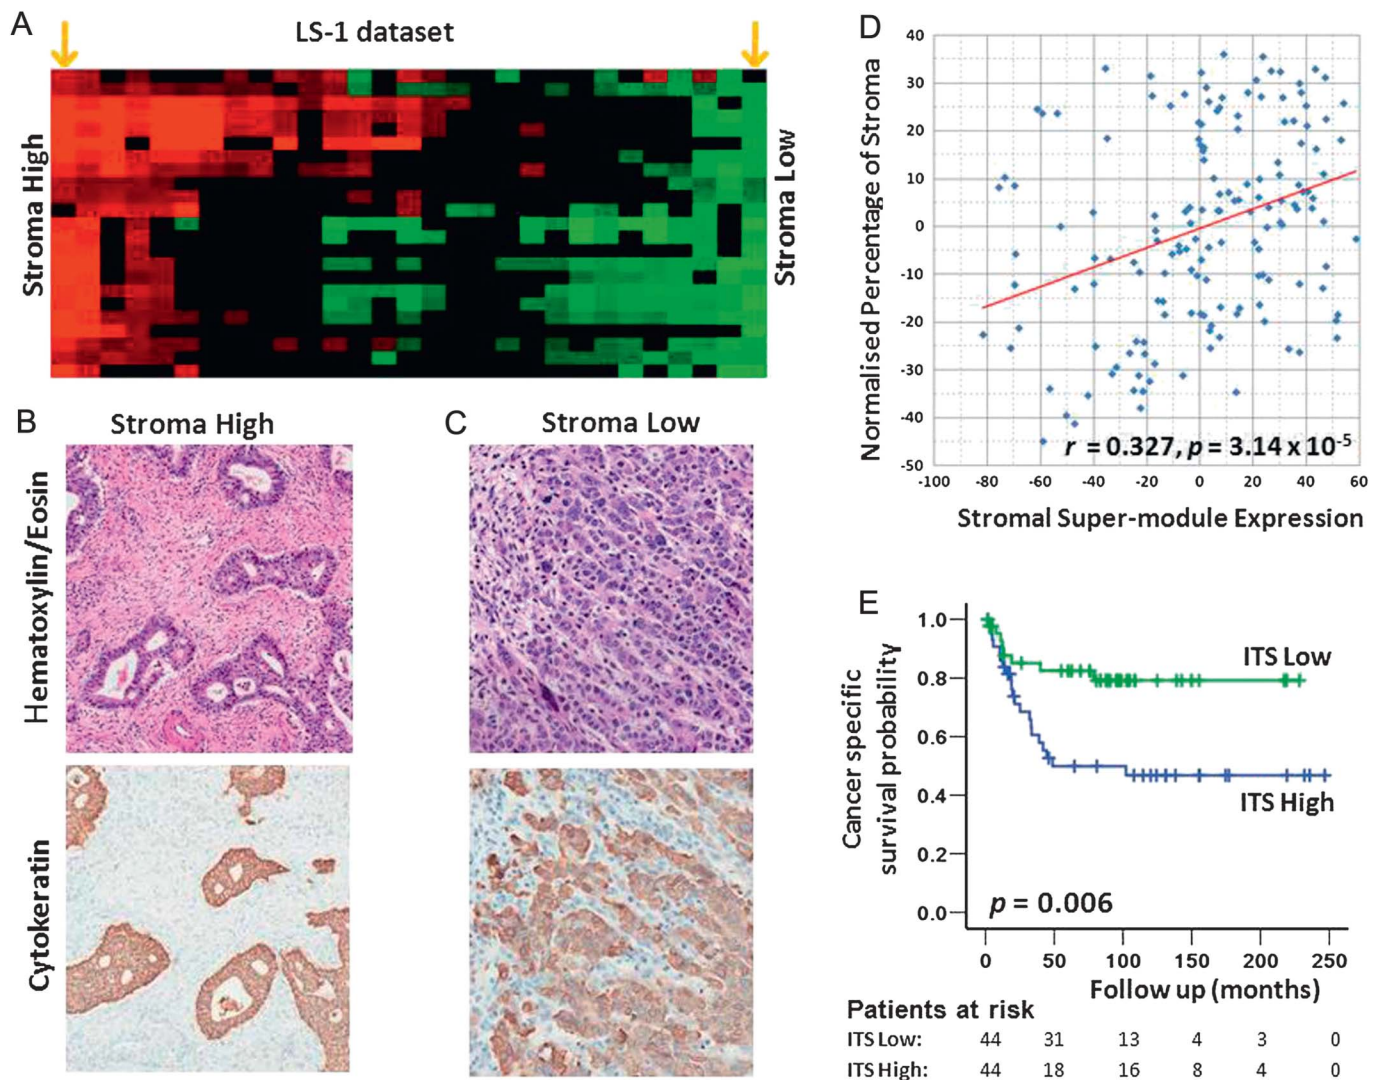 A
LS-1 dataset
Stroma High
Stroma Low
B
Stroma High
C
Stroma Low
Hematoxylin/Eosin
Cytokeratin
D
Normalised Percentage of Stroma
40
30
20
10
0
-10
-20
-30
-40
-50
r = 0.327, p = 3.14 x 10-5
-100 -80 -60 -40 -20 0 20 40 60
Stromal Super-module Expression
E
Cancer specific
survival probability
1.0
0.8
0.6
0.4
0.2
0.0
ITS Low
ITS High
p = 0.006
0 50 100 150 200 250
Follow up (months)
Patients at risk
ITS Low: 44 31 13 4 3 0
ITS High: 44 18 16 8 4 0